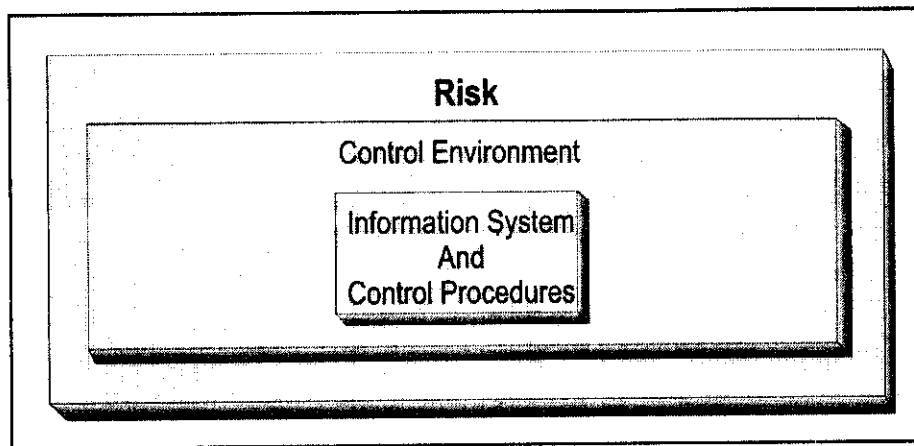 Risk
Control Environment
Information System
And
Control Procedures